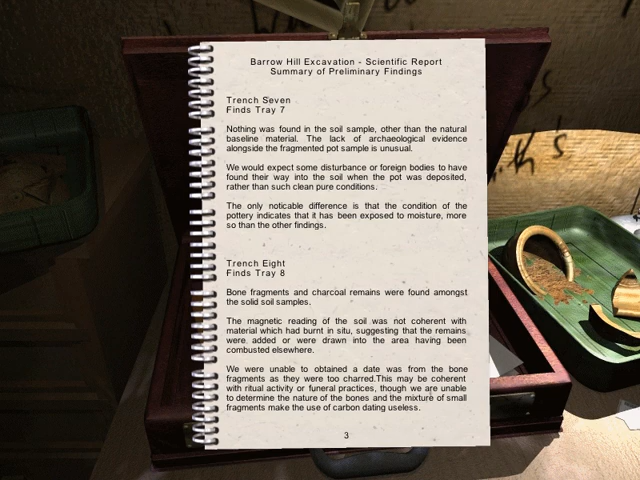 Barrow Hill Excavation - Scientific Report
Summary of Preliminary Findings
Trench Seven
Finds Tray 7
Nothing was found in the soil sample, other than the natural
baseline material. The lack of archaeological evidence
alongside the fragmented pot sample is unusual.
We would expect some disturbance or foreign bodies to have
found their way into the soil when the pot was deposited,
rather than such clean pure conditions.
The only noticable difference is that the condition of the
pottery indicates that it has been exposed to moisture, more
so than the other findings.
Trench Eight
Finds Tray 8
Bone fragments and charcoal remains were found amongst
the solid soil samples.
The magnetic reading of the soil was not coherent with
material which had burnt in situ, suggesting that the remains
were added or were drawn into the area having been
combusted elsewhere.
We were unable to obtained a date was from the bone
fragments as they were too charred.This may be coherent
with ritual activity or funeral practices, though we are unable
to determine the nature of the bones and the mixture of small
fragments make the use of carbon dating useless.
3